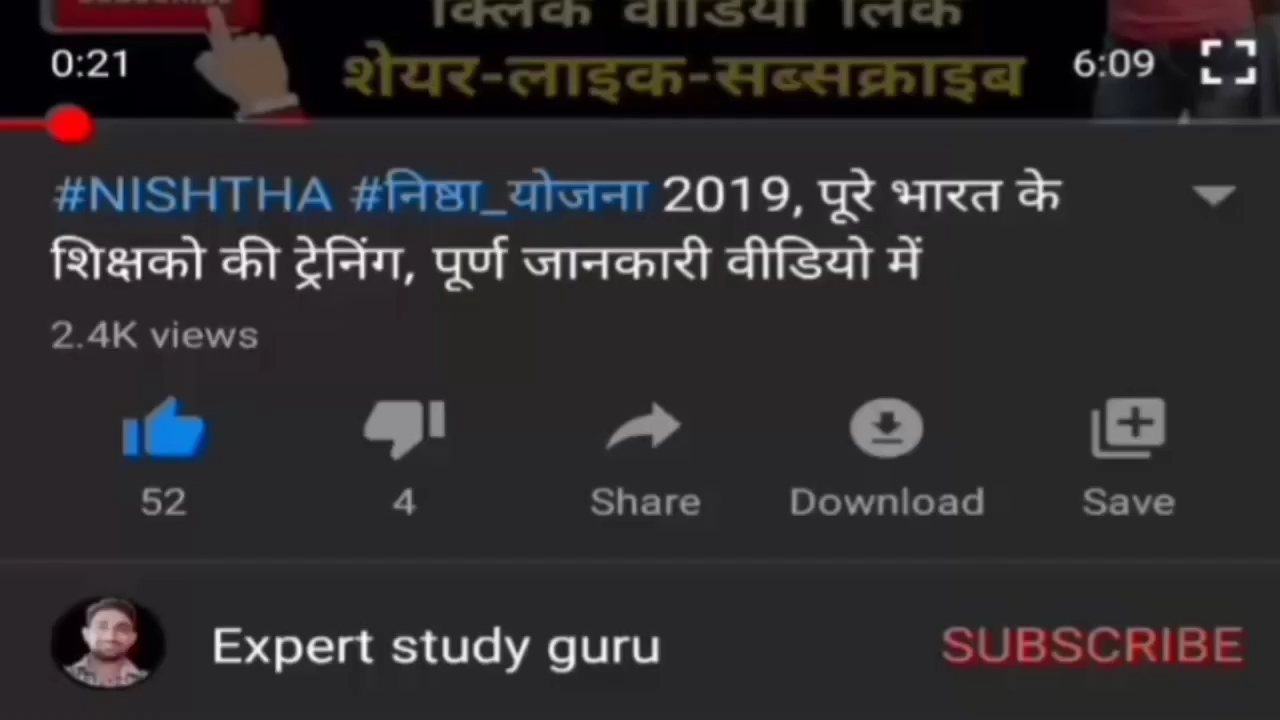 क्लिक वीडियो लिंक
0:21
शेयर-लाइक-सब्सक्राइब
6:09
#NISHTHA #निष्ठा_योजना 2019, पूरे भारत के
शिक्षको की ट्रेनिंग, पूर्ण जानकारी वीडियो में
2.4K views
52
4
Share
Download
Save
Expert study guru
SUBSCRIBE